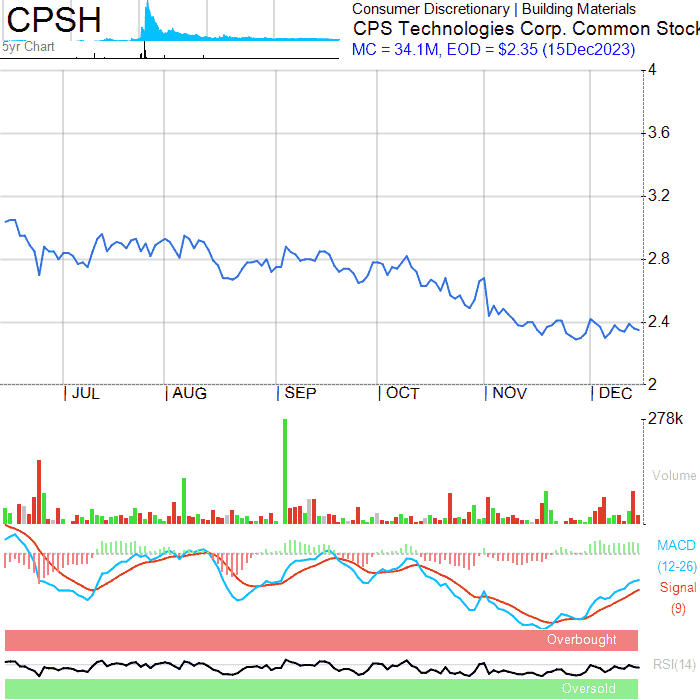 CPSH
5yr Chart
Consumer Discretionary | Building Materials
CPS Technologies Corp. Common Stock
MC = 34.1M, EOD = $2.35 (15Dec2023)
4
3.6
3.2
2.8
2.4
2
JUL AUG SEP OCT NOV DEC
278k
Volume
MACD
(12-26)
Signal
(9)
Overbought
RSI(14)
Oversold